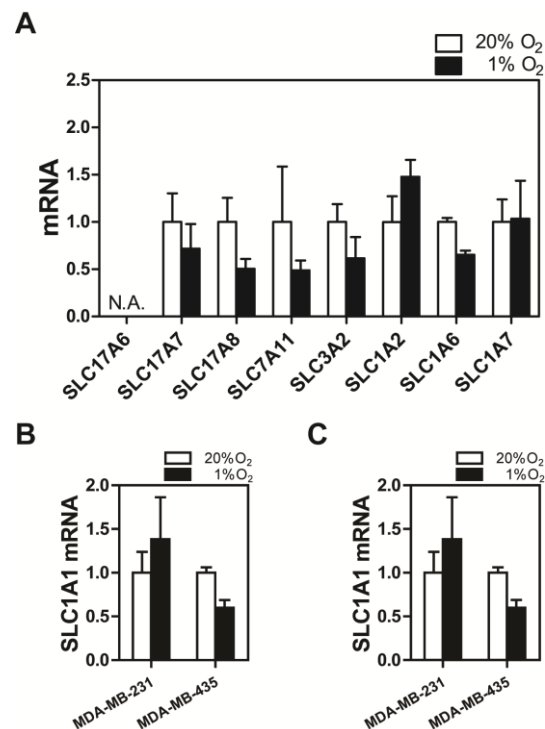 A
20% O₂
1% O₂
mRNA
2.5
2.0
1.5
1.0
0.5
0.0
N.A.
SLC17A6
SLC17A7
SLC17A8
SLC7A11
SLC3A2
SLC1A2
SLC1A6
SLC1A7
B
20%O₂
1%O₂
SLC1A1 mRNA
2.0
1.5
1.0
0.5
0.0
MDA-MB-231
MDA-MB-435
C
20%O₂
1%O₂
SLC1A1 mRNA
2.0
1.5
1.0
0.5
0.0
MDA-MB-231
MDA-MB-435